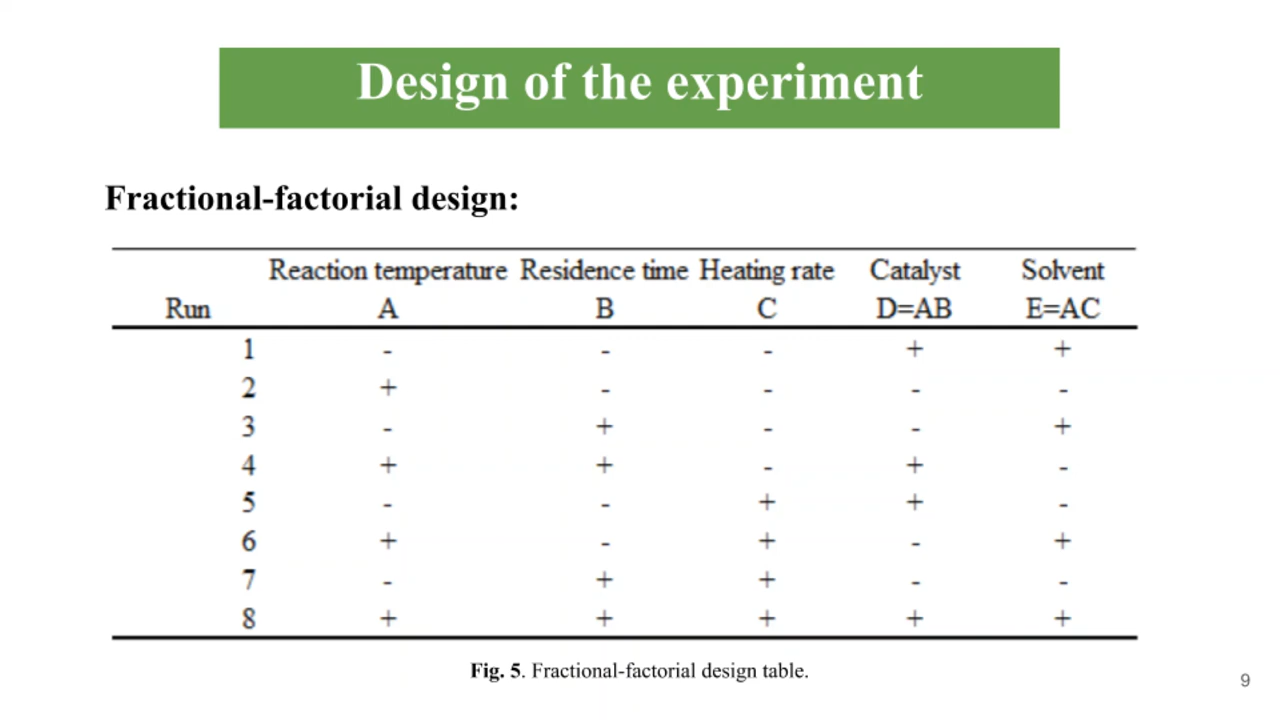 Design of the experiment
Fractional-factorial design:
Reaction temperature Residence time Heating rate Catalyst Solvent
Run A B C D=AB E=AC
1 - - - + +
2 + - - - -
3 - + - - +
4 + + - + -
5 - - + + -
6 + - + - +
7 - + + - -
8 + + + + +
Fig. 5. Fractional-factorial design table.
9